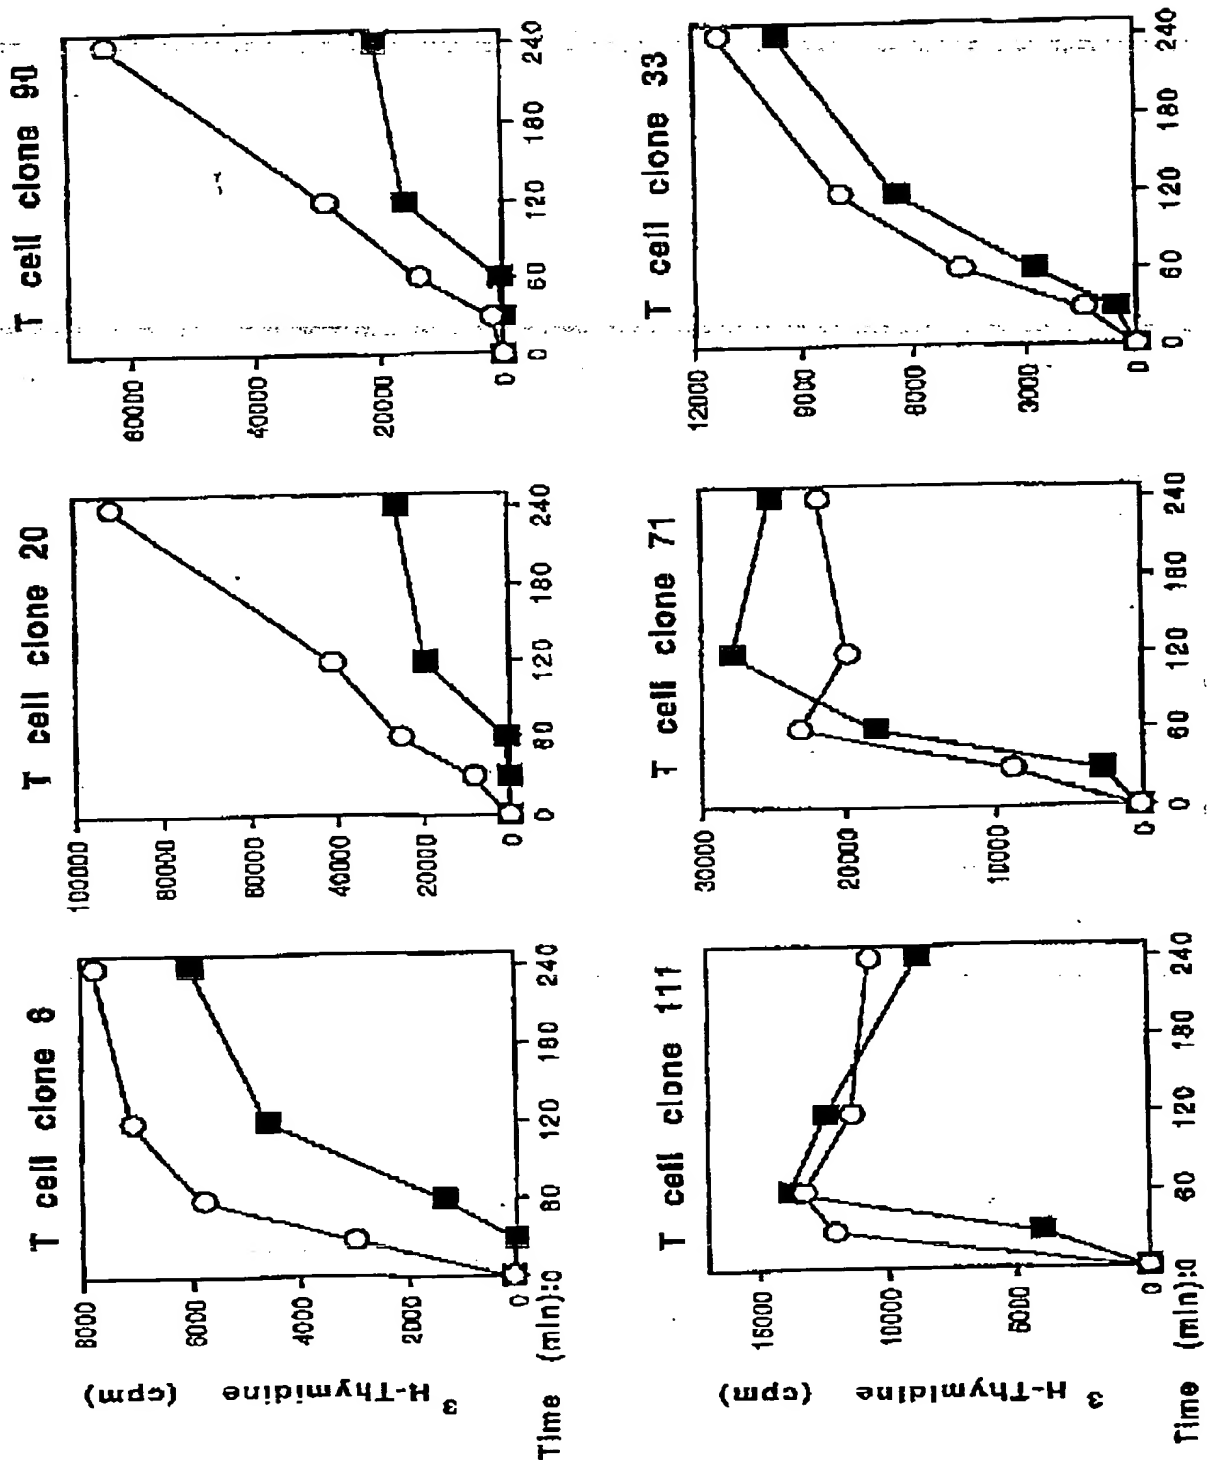 T cell clone 6
T cell clone 20
T cell clone 90
³H-Thymidine
(cpm)
8000
6000
4000
2000
0
100000
80000
60000
40000
20000
0
60000
40000
20000
0
Time (min):0 60 120 180 240
0 60 120 180 240
0 60 120 180 240
T cell clone 111
T cell clone 71
T cell clone 33
³H-Thymidine
(cpm)
15000
10000
5000
0
30000
20000
10000
0
12000
9000
6000
3000
0
Time (min):0 60 120 180 240
0 60 120 180 240
0 60 120 180 240